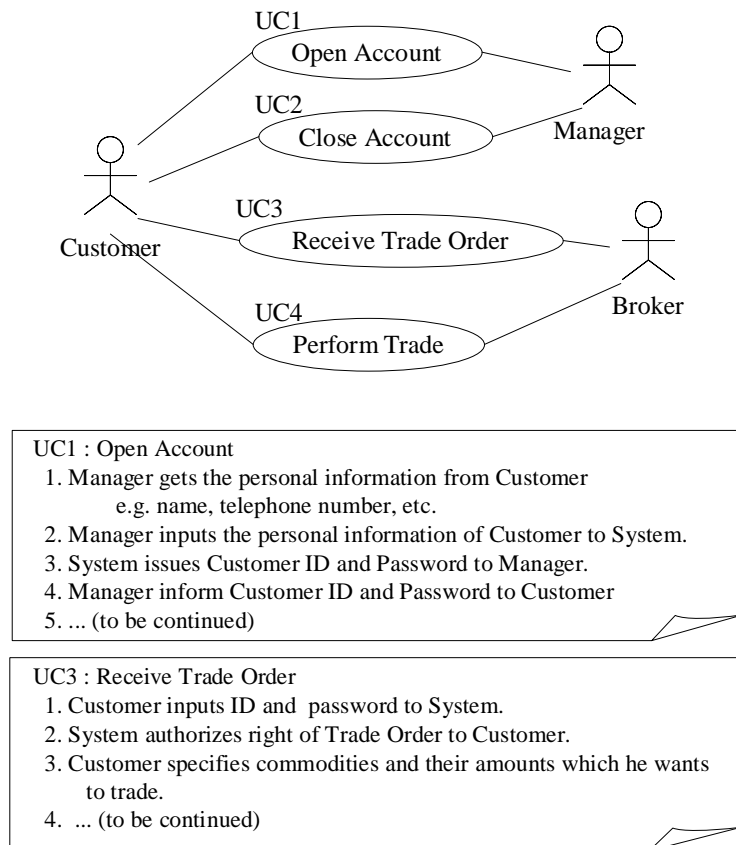 UC1
Open Account
UC2
Close Account
Manager
UC3
Receive Trade Order
Customer
UC4
Perform Trade
Broker
UC1 : Open Account
1. Manager gets the personal information from Customer
e.g. name, telephone number, etc.
2. Manager inputs the personal information of Customer to System.
3. System issues Customer ID and Password to Manager.
4. Manager inform Customer ID and Password to Customer
5. ... (to be continued)
UC3 : Receive Trade Order
1. Customer inputs ID and password to System.
2. System authorizes right of Trade Order to Customer.
3. Customer specifies commodities and their amounts which he wants
to trade.
4. ... (to be continued)